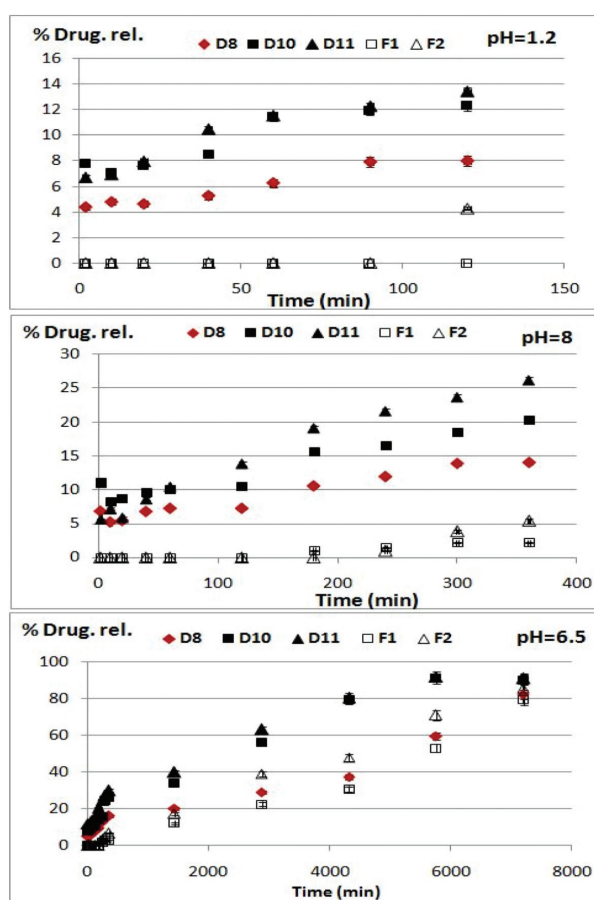 % Drug. rel.
D8 D10 D11 F1 F2
pH=1.2
16
14
12
10
8
6
4
2
0
0 50 100 150
Time (min)
% Drug. rel.
D8 D10 D11 F1 F2
pH=8
30
25
20
15
10
5
0
0 100 200 300 400
Time (min)
% Drug. rel.
D8 D10 D11 F1 F2
pH=6.5
100
80
60
40
20
0
0 2000 4000 6000 8000
Time (min)